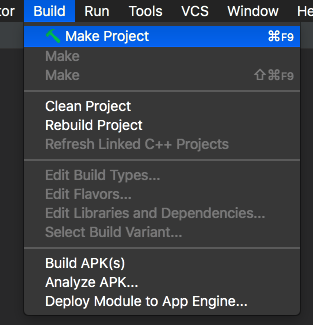 tor Build Run Tools VCS Window H
Make Project ⌘F9
Make
Make ⇧⌘F9
Clean Project
Rebuild Project
Refresh Linked C++ Projects
Edit Build Types...
Edit Flavors...
Edit Libraries and Dependencies...
Select Build Variant...
Build APK(s)
Analyze APK...
Deploy Module to App Engine...